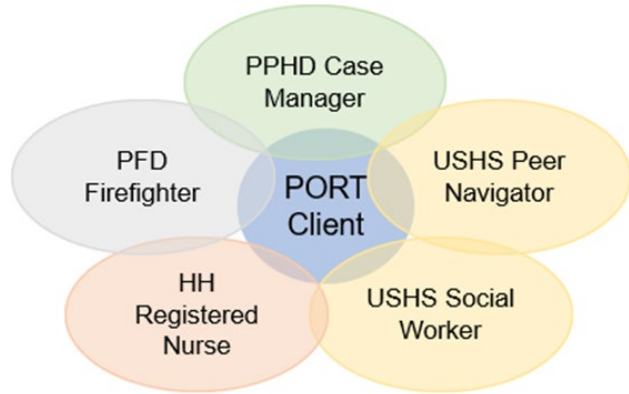 PPHD Case
Manager
PFD
Firefighter
PORT
Client
USHS Peer
Navigator
HH
Registered
Nurse
USHS Social
Worker